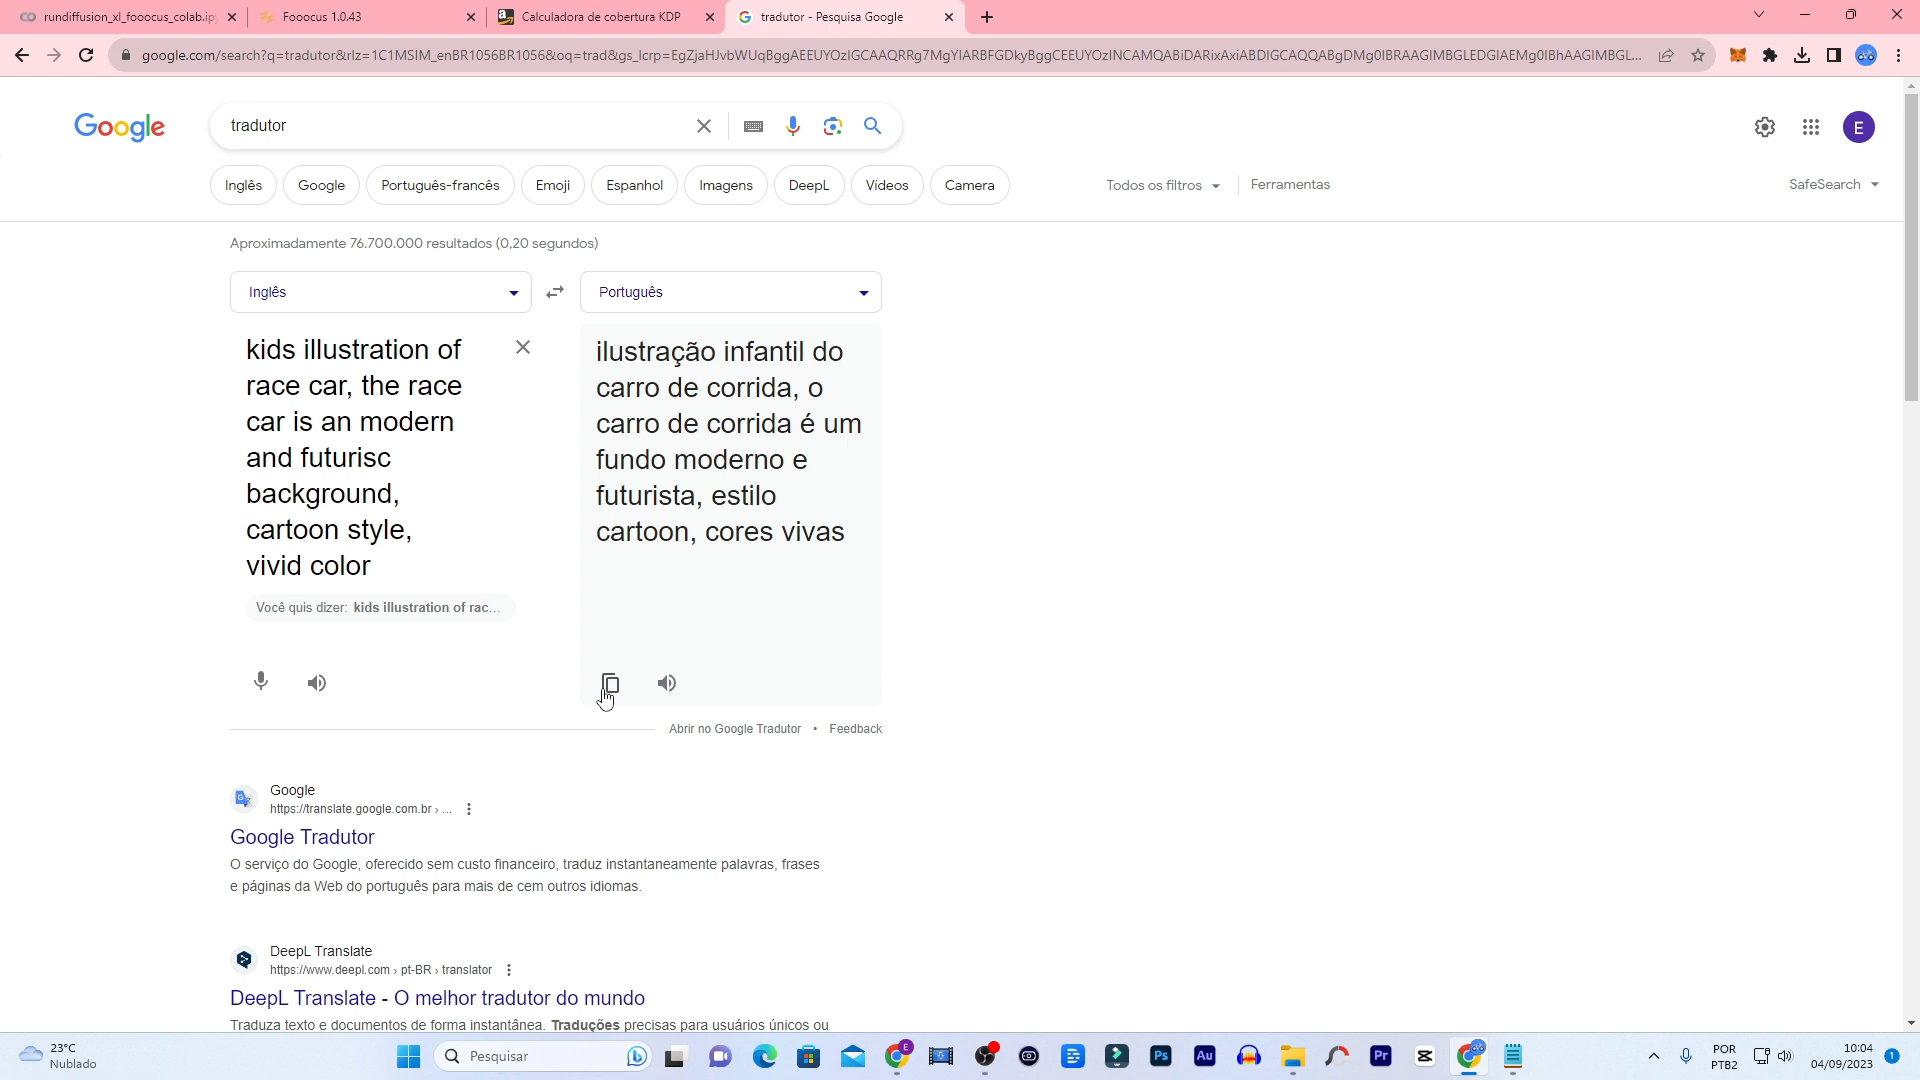 rundiffusion_xl_fooocus_colab.ip
Fooocus 1.0.43
Calculadora de cobertura KDP
tradutor - Pesquisa Google
google.com/search?q=tradutor&rlz=1C1MSIM_enBR1056BR1056&oq=trad&gs_lcrp=EgZjaHJvbWUqBggAEEUYOzIGCAAQRRg7MgYIARBFGDkyBggCEEUYOzINCAMQABiDARixAxiABDIGCAQQABgDMg0IBRAAGIMBGLEDGIAEMg0IBhAAGIMBGL...
Google
tradutor
E
Inglês
Google
Português-francês
Emoji
Espanhol
Imagens
DeepL
Vídeos
Camera
Todos os filtros
Ferramentas
SafeSearch
Aproximadamente 76.700.000 resultados (0,20 segundos)
Inglês
Português
kids illustration of
race car, the race
car is an modern
and futurisc
background,
cartoon style,
vivid color
Você quis dizer: kids illustration of rac...
ilustração infantil do
carro de corrida, o
carro de corrida é um
fundo moderno e
futurista, estilo
cartoon, cores vivas
Abrir no Google Tradutor • Feedback
Google
https://translate.google.com.br › ...
Google Tradutor
O serviço do Google, oferecido sem custo financeiro, traduz instantaneamente palavras, frases
e páginas da Web do português para mais de cem outros idiomas.
DeepL Translate
https://www.deepl.com › pt-BR › translator
DeepL Translate - O melhor tradutor do mundo
Traduza texto e documentos de forma instantânea. Traduções precisas para usuários únicos ou
23°C
Nublado
Pesquisar
E
Ps
Au
Pr
POR
PTB2
10:04
04/09/2023
1